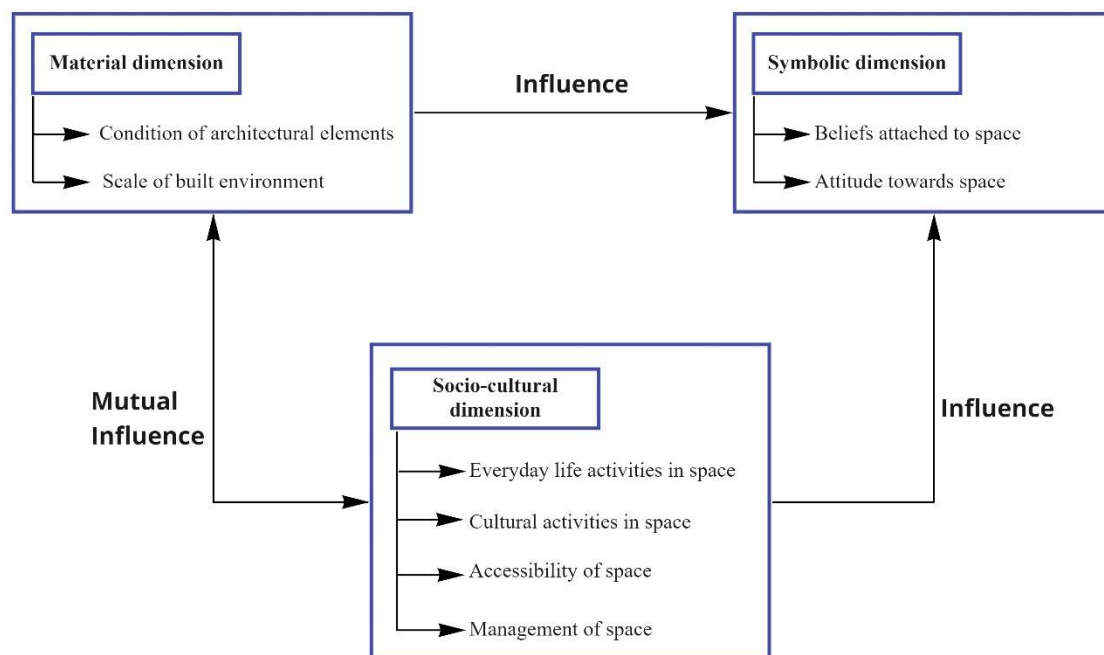 Material dimension
Condition of architectural elements
Scale of built environment
Influence
Symbolic dimension
Beliefs attached to space
Attitude towards space
Mutual
Influence
Socio-cultural
dimension
Everyday life activities in space
Cultural activities in space
Accessibility of space
Management of space
Influence